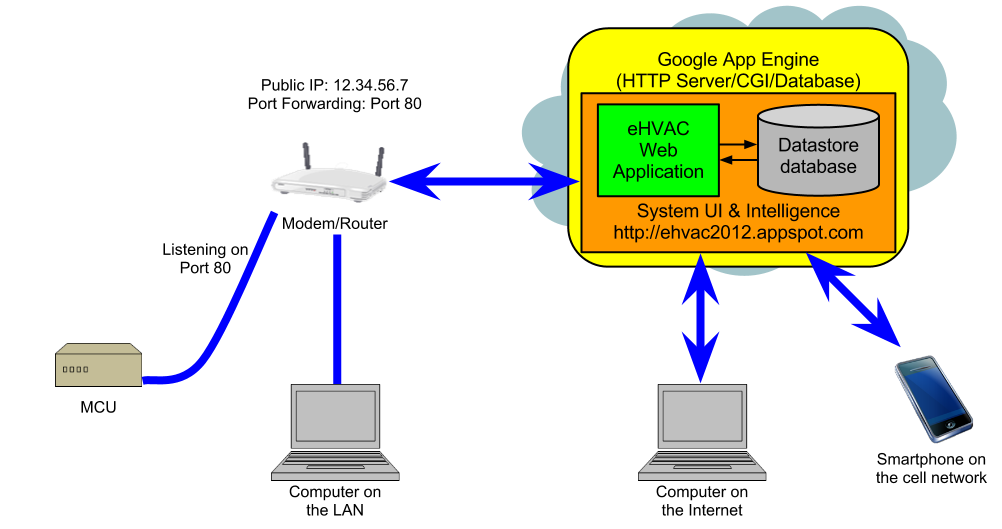 Public IP: 12.34.56.7
Port Forwarding: Port 80
Modem/Router
Listening on
Port 80
MCU
Computer on
the LAN
Google App Engine
(HTTP Server/CGI/Database)
eHVAC
Web
Application
Datastore
database
System UI & Intelligence
http://ehvac2012.appspot.com
Computer on
the Internet
Smartphone on
the cell network